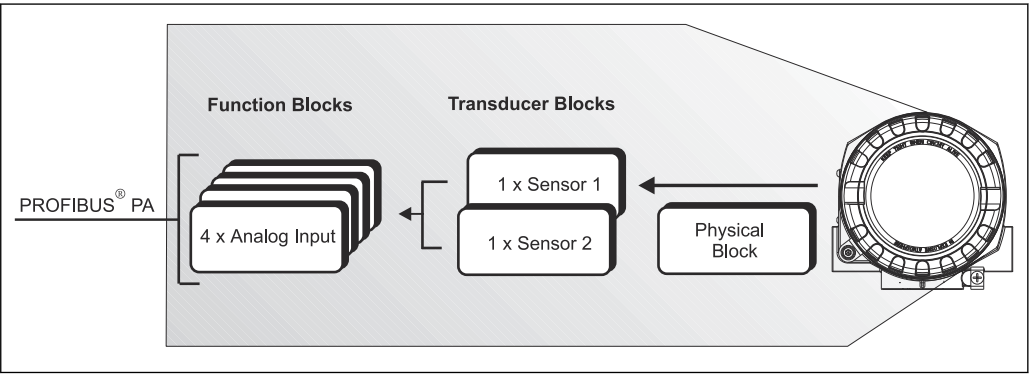 Function Blocks
Transducer Blocks
PROFIBUS® PA
4 x Analog Input
1 x Sensor 1
1 x Sensor 2
Physical
Block